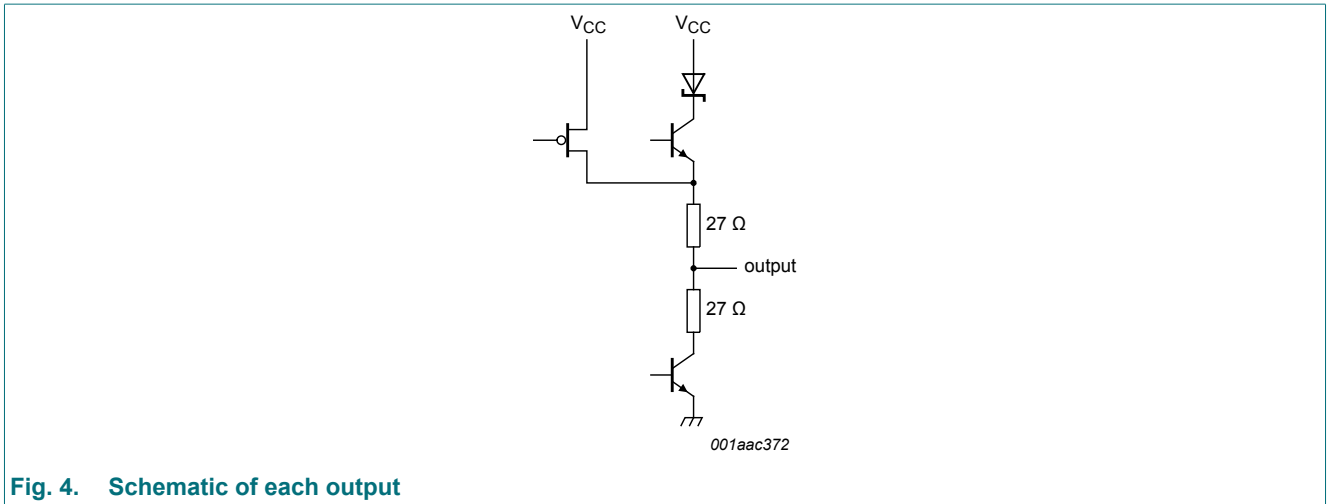 VCC VCC
27 Ω
output
27 Ω
001aac372
Fig. 4. Schematic of each output